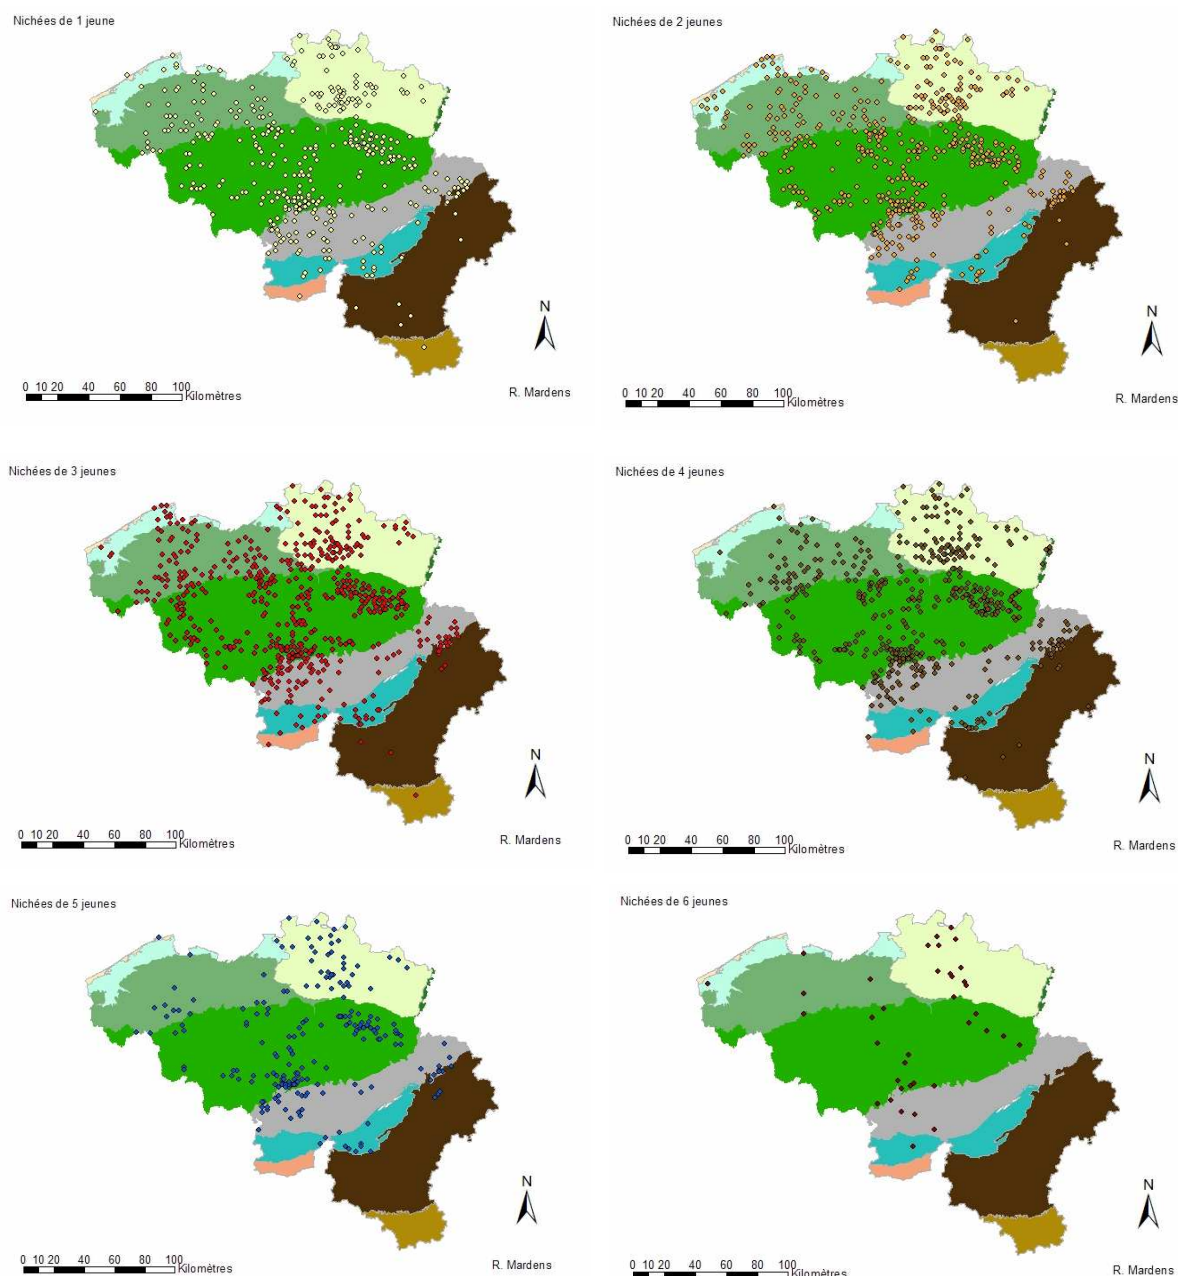 Nichées de 1 jeune
N
0 10 20 40 60 80 100
Kilomètres
R. Mardens
Nichées de 2 jeunes
N
0 10 20 40 60 80 100
Kilomètres
R. Mardens
Nichées de 3 jeunes
N
0 10 20 40 60 80 100
Kilomètres
R. Mardens
Nichées de 4 jeunes
N
0 10 20 40 60 80 100
Kilomètres
R. Mardens
Nichées de 5 jeunes
N
0 10 20 40 60 80 100
Kilomètres
R. Mardens
Nichées de 6 jeunes
N
0 10 20 40 60 80 100
Kilomètres
R. Mardens